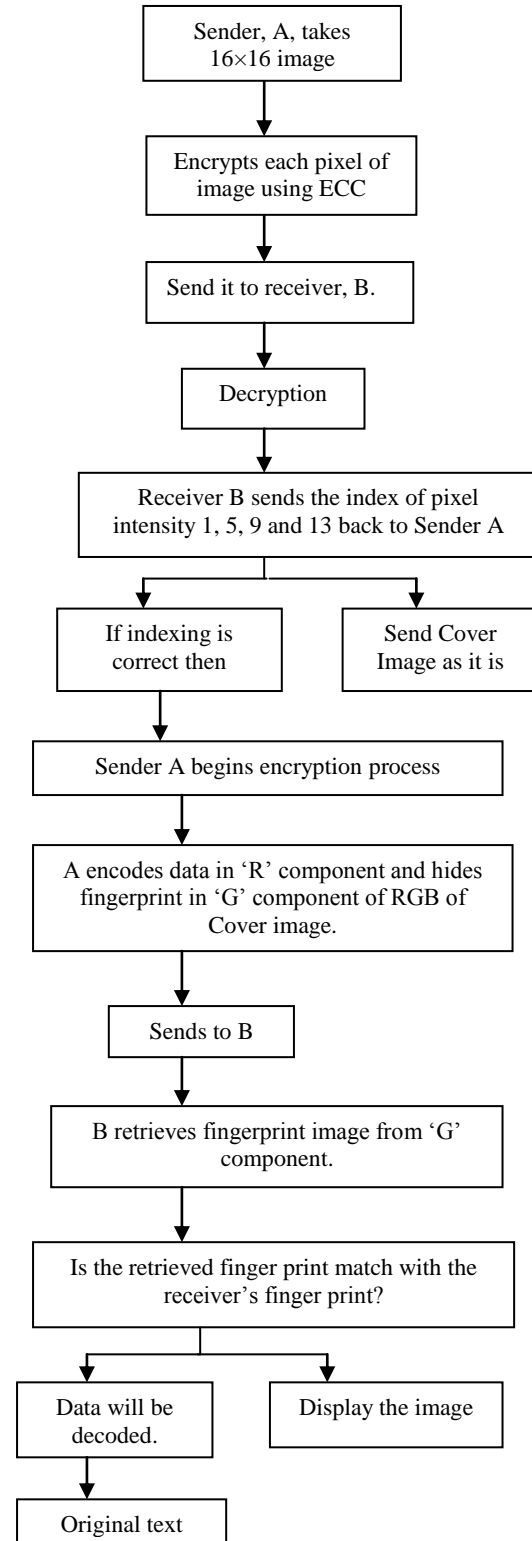 Sender, A, takes
16×16 image
Encrypts each pixel of
image using ECC
Send it to receiver, B.
Decryption
Receiver B sends the index of pixel
intensity 1, 5, 9 and 13 back to Sender A
If indexing is
correct then
Send Cover
Image as it is
Sender A begins encryption process
A encodes data in ‘R’ component and hides
fingerprint in ‘G’ component of RGB of
Cover image.
Sends to B
B retrieves fingerprint image from ‘G’
component.
Is the retrieved finger print match with the
receiver’s finger print?
Data will be
decoded.
Display the image
Original text